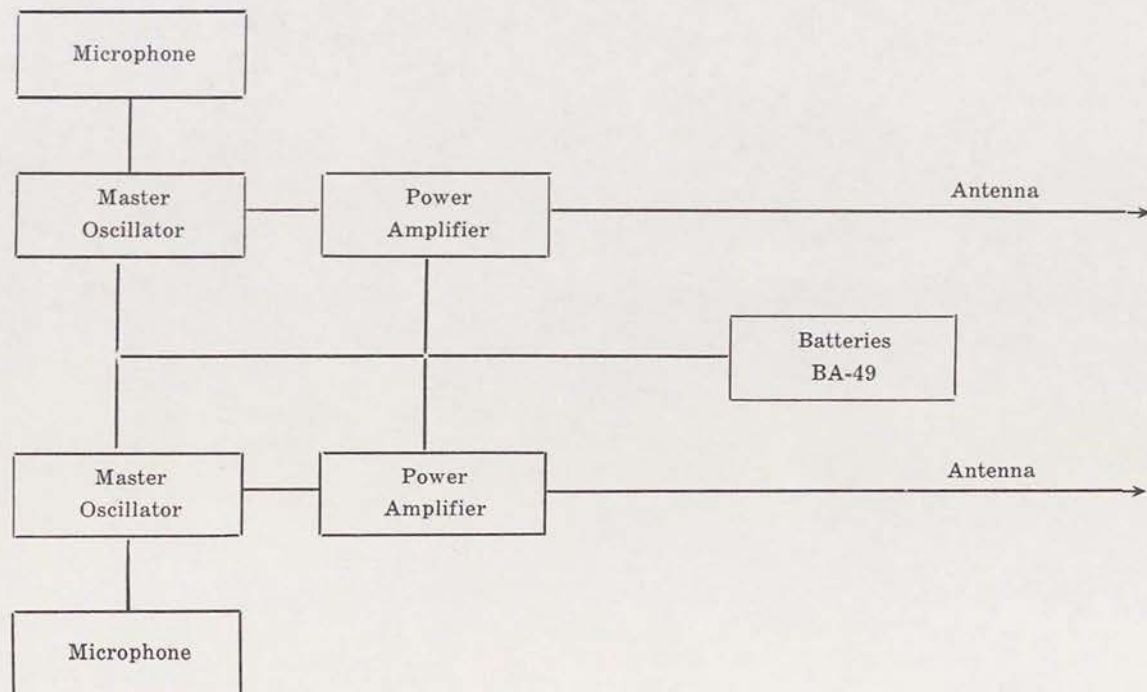 Microphone
Master
Oscillator
Power
Amplifier
Antenna
Batteries
BA-49
Master
Oscillator
Power
Amplifier
Antenna
Microphone